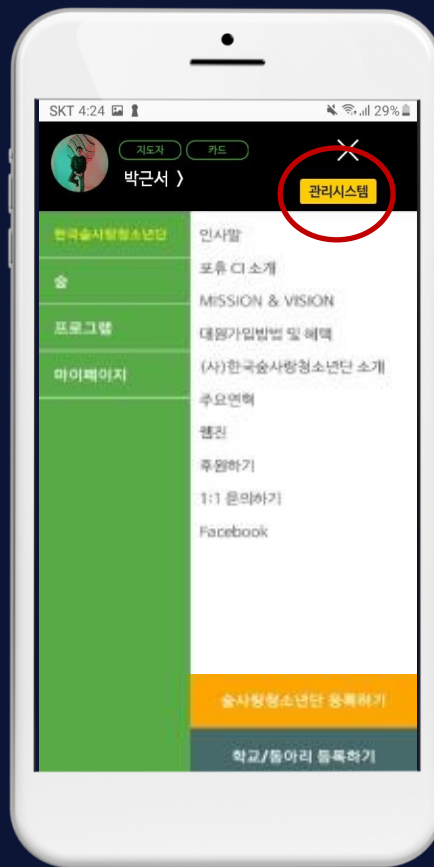 SKT 4:24 29%
지도자 카드
박근서 〉
관리시스템
한국숲사랑청소년단
숲
프로그램
마이페이지
인사말
포휴 CI 소개
MISSION & VISION
대원가입방법 및 혜택
(사)한국숲사랑청소년단 소개
주요연혁
웹진
후원하기
1:1 문의하기
Facebook
숲사랑청소년단 등록하기
학교/동아리 등록하기